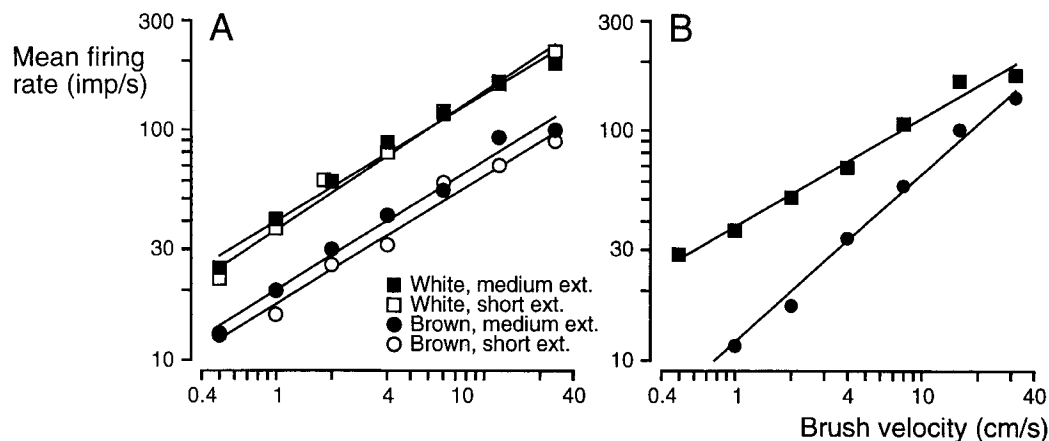 A
B
Mean firing
rate (imp/s)
300
100
30
10
300
100
30
10
White, medium ext.
White, short ext.
Brown, medium ext.
Brown, short ext.
0.4 1 4 10 40
0.4 1 4 10 40
Brush velocity (cm/s)